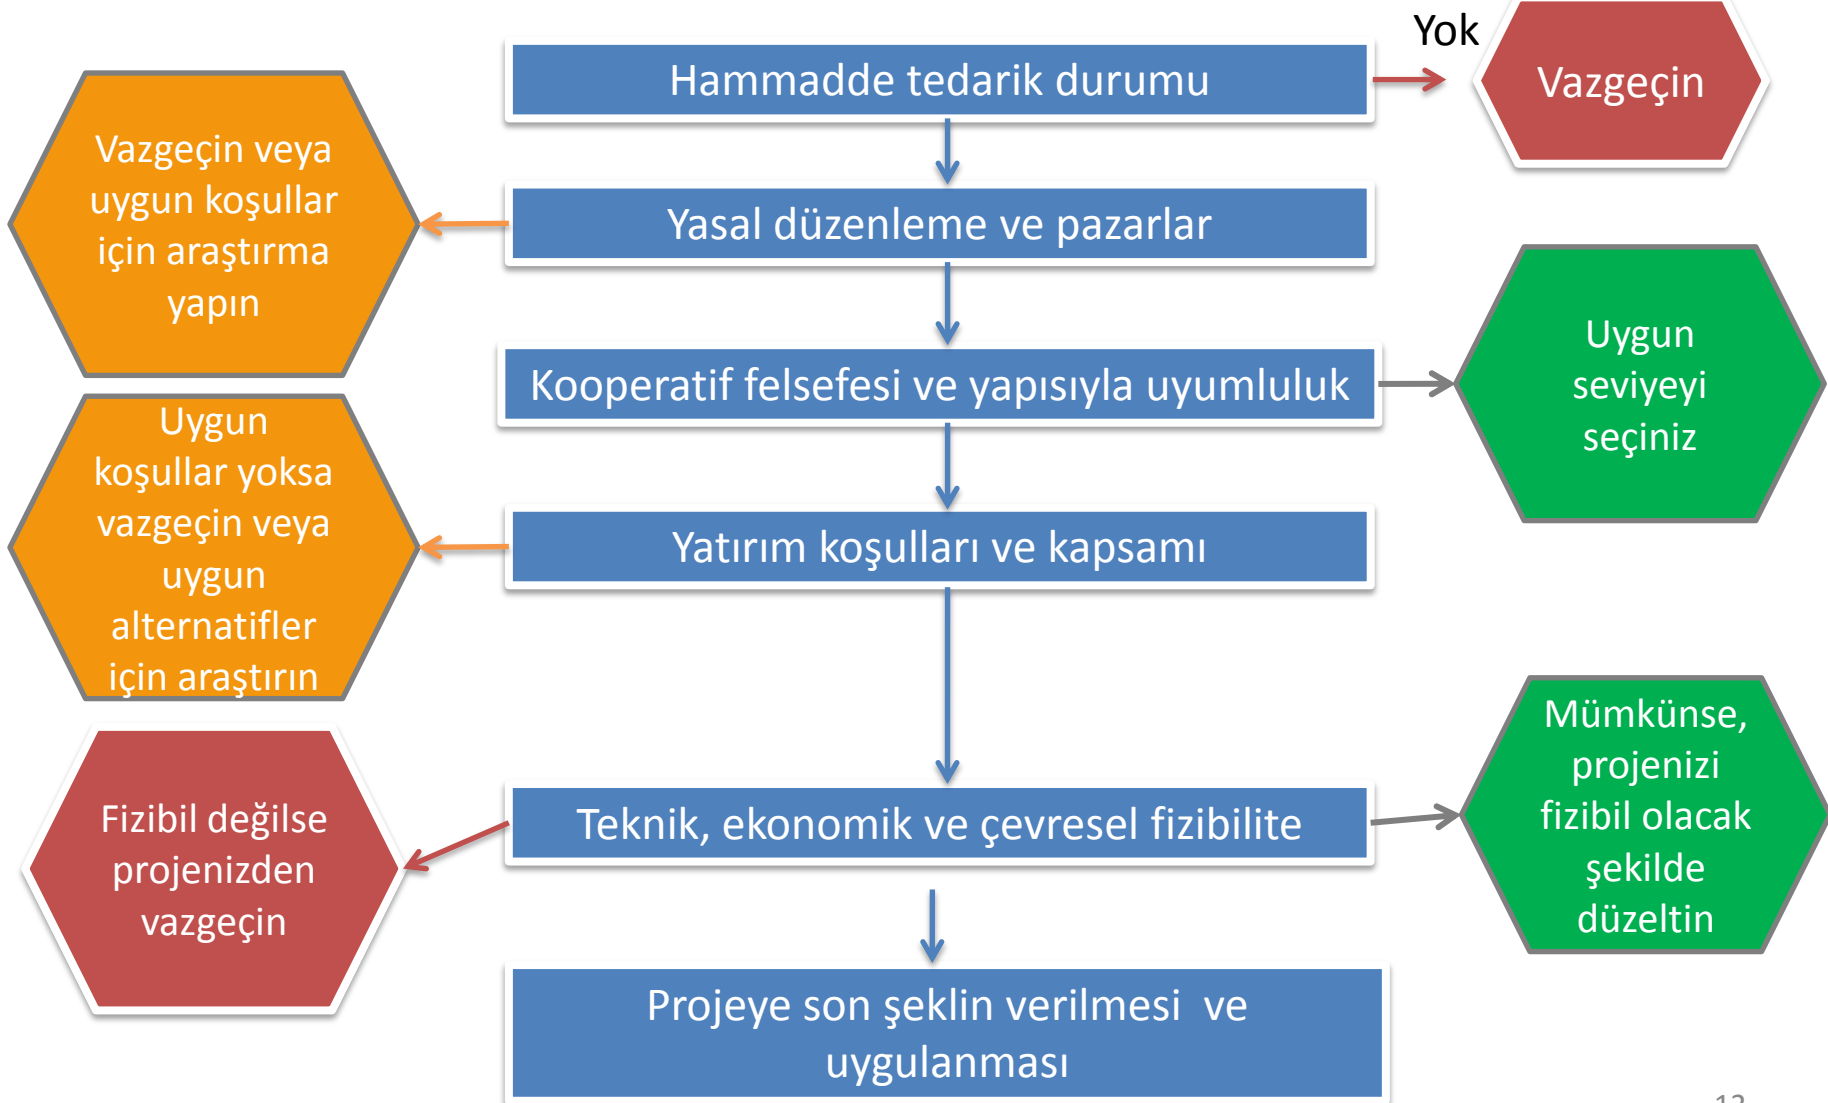 Yok
Hammadde tedarik durumu
Vazgeçin
Vazgeçin veya
uygun koşullar
için araştırma
yapın
Yasal düzenleme ve pazarlar
Kooperatif felsefesi ve yapısıyla uyumluluk
Uygun
seviyeyi
seçiniz
Uygun
koşullar yoksa
vazgeçin veya
uygun
alternatifler
için araştırın
Yatırım koşulları ve kapsamı
Fizibil değilse
projenizden
vazgeçin
Teknik, ekonomik ve çevresel fizibilite
Mümkünse,
projenizi
fizibil olacak
şekilde
düzeltin
Projeye son şeklin verilmesi  ve
uygulanması